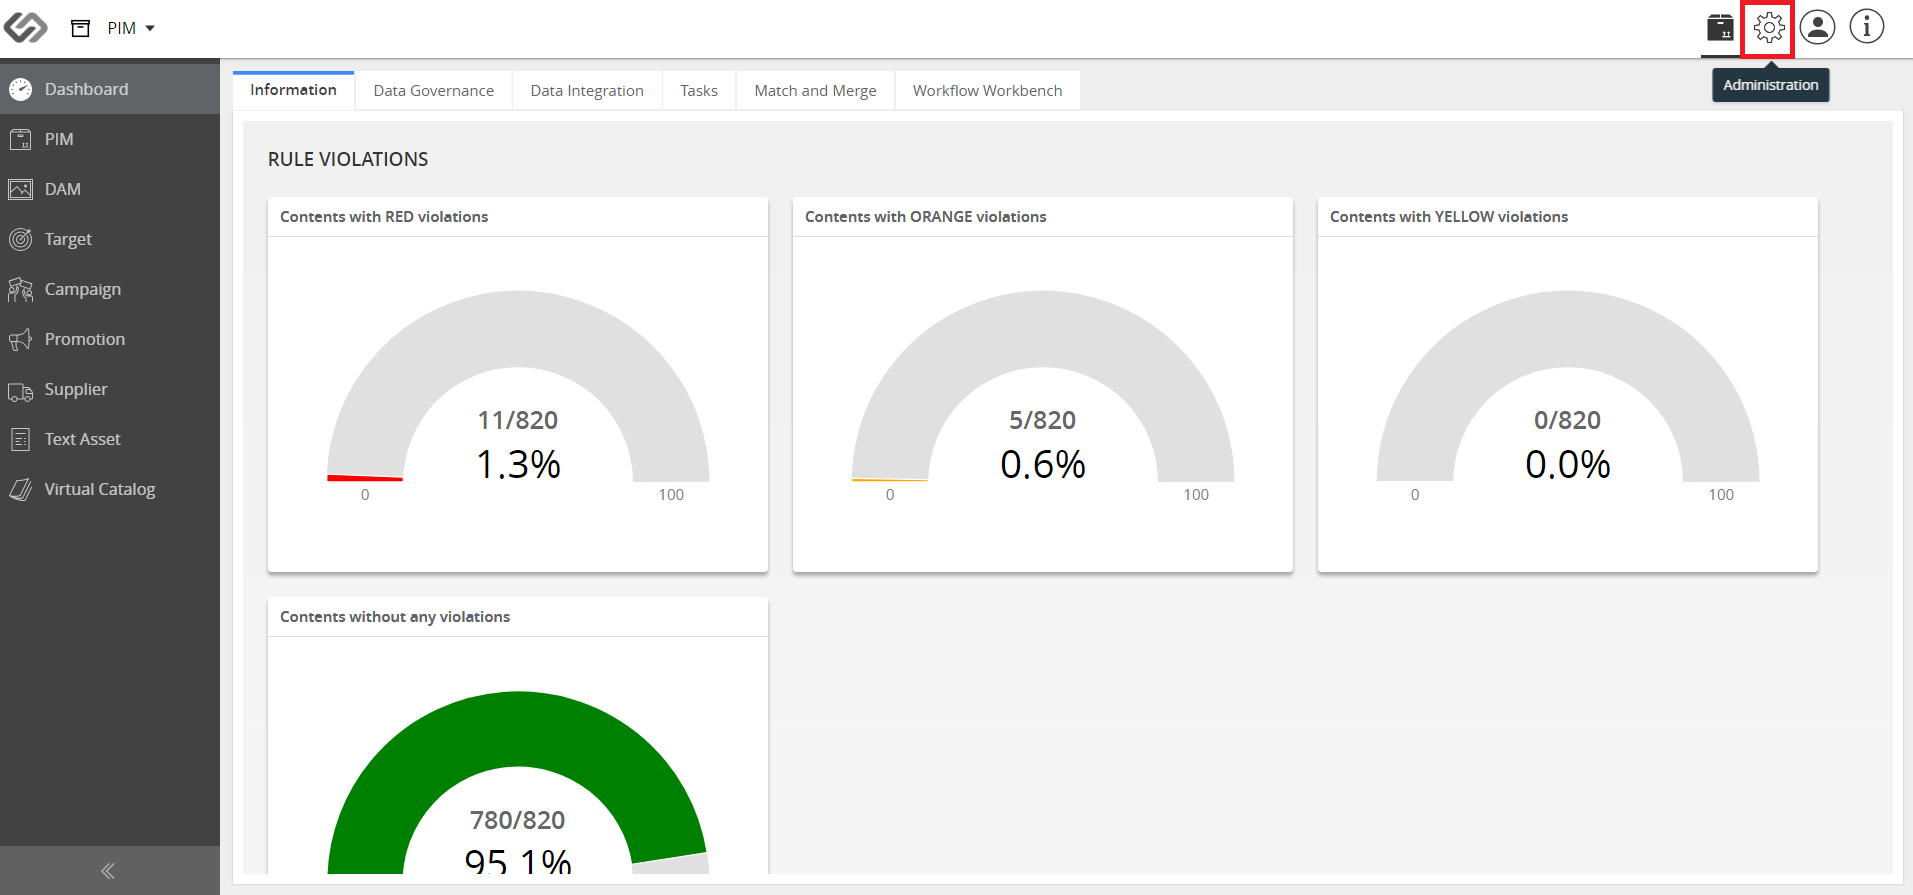 PIM
Administration
Dashboard
PIM
DAM
Target
Campaign
Promotion
Supplier
Text Asset
Virtual Catalog
Information
Data Governance
Data Integration
Tasks
Match and Merge
Workflow Workbench
RULE VIOLATIONS
Contents with RED violations
11/820
1.3%
0
100
Contents with ORANGE violations
5/820
0.6%
0
100
Contents with YELLOW violations
0/820
0.0%
0
100
Contents without any violations
780/820
95.1%